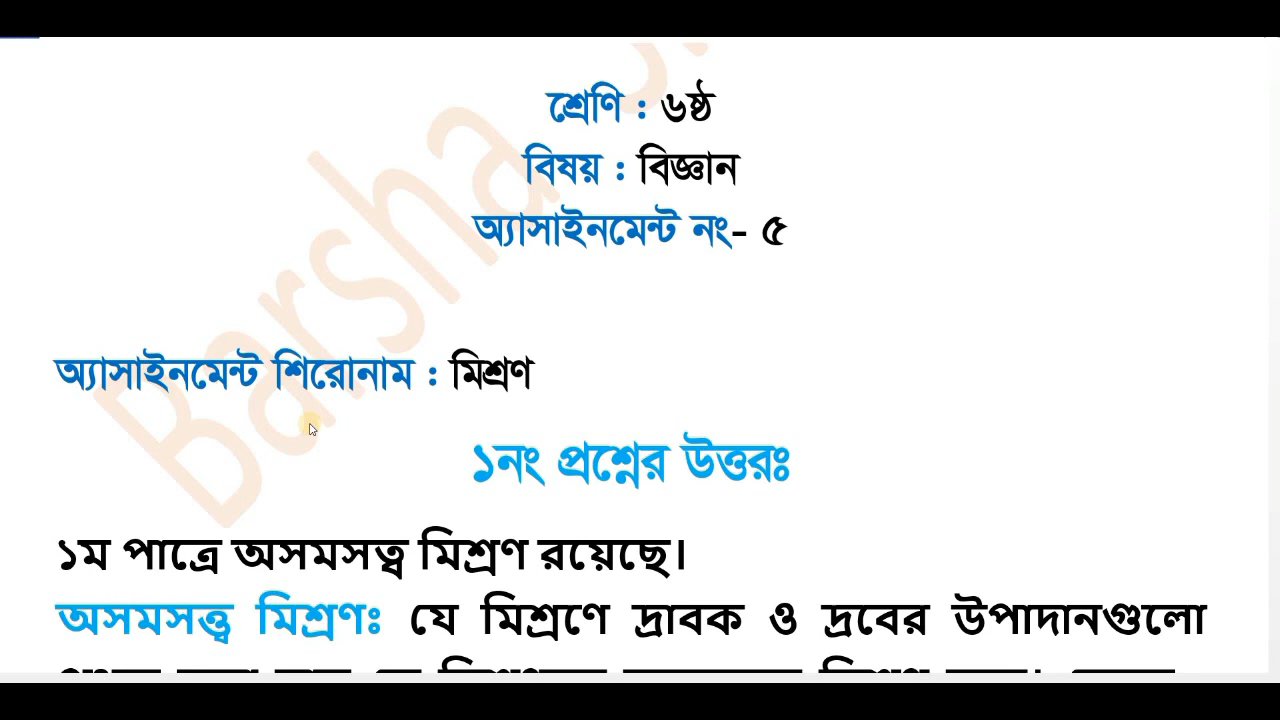 শ্রেণি : ৬ষ্ঠ
বিষয় : বিজ্ঞান
অ্যাসাইনমেন্ট নং- ৫
অ্যাসাইনমেন্ট শিরোনাম : মিশ্রণ
১নং প্রশ্নের উত্তরঃ
১ম পাত্রে অসমসত্ব মিশ্রণ রয়েছে।
অসমসত্ত্ব মিশ্রণঃ যে মিশ্রণে দ্রাবক ও দ্রবের উপাদানগুলো
Barsha